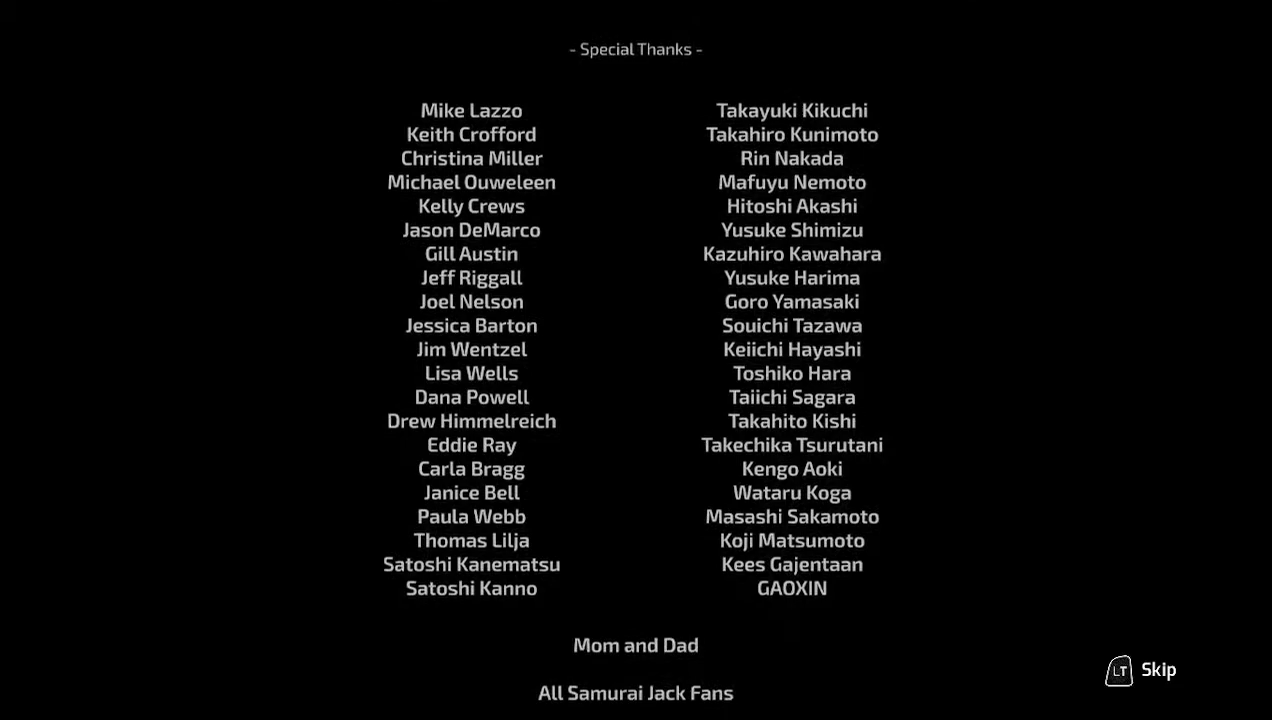 - Special Thanks -
Mike Lazzo
Keith Crofford
Christina Miller
Michael Ouweleen
Kelly Crews
Jason DeMarco
Gill Austin
Jeff Riggall
Joel Nelson
Jessica Barton
Jim Wentzel
Lisa Wells
Dana Powell
Drew Himmelreich
Eddie Ray
Carla Bragg
Janice Bell
Paula Webb
Thomas Lilja
Satoshi Kanematsu
Satoshi Kanno
Takayuki Kikuchi
Takahiro Kunimoto
Rin Nakada
Mafuyu Nemoto
Hitoshi Akashi
Yusuke Shimizu
Kazuhiro Kawahara
Yusuke Harima
Goro Yamasaki
Souichi Tazawa
Keiichi Hayashi
Toshiko Hara
Taiichi Sagara
Takahito Kishi
Takechika Tsurutani
Kengo Aoki
Wataru Koga
Masashi Sakamoto
Koji Matsumoto
Kees Gajentaan
GAOXIN
Mom and Dad
All Samurai Jack Fans
LT Skip